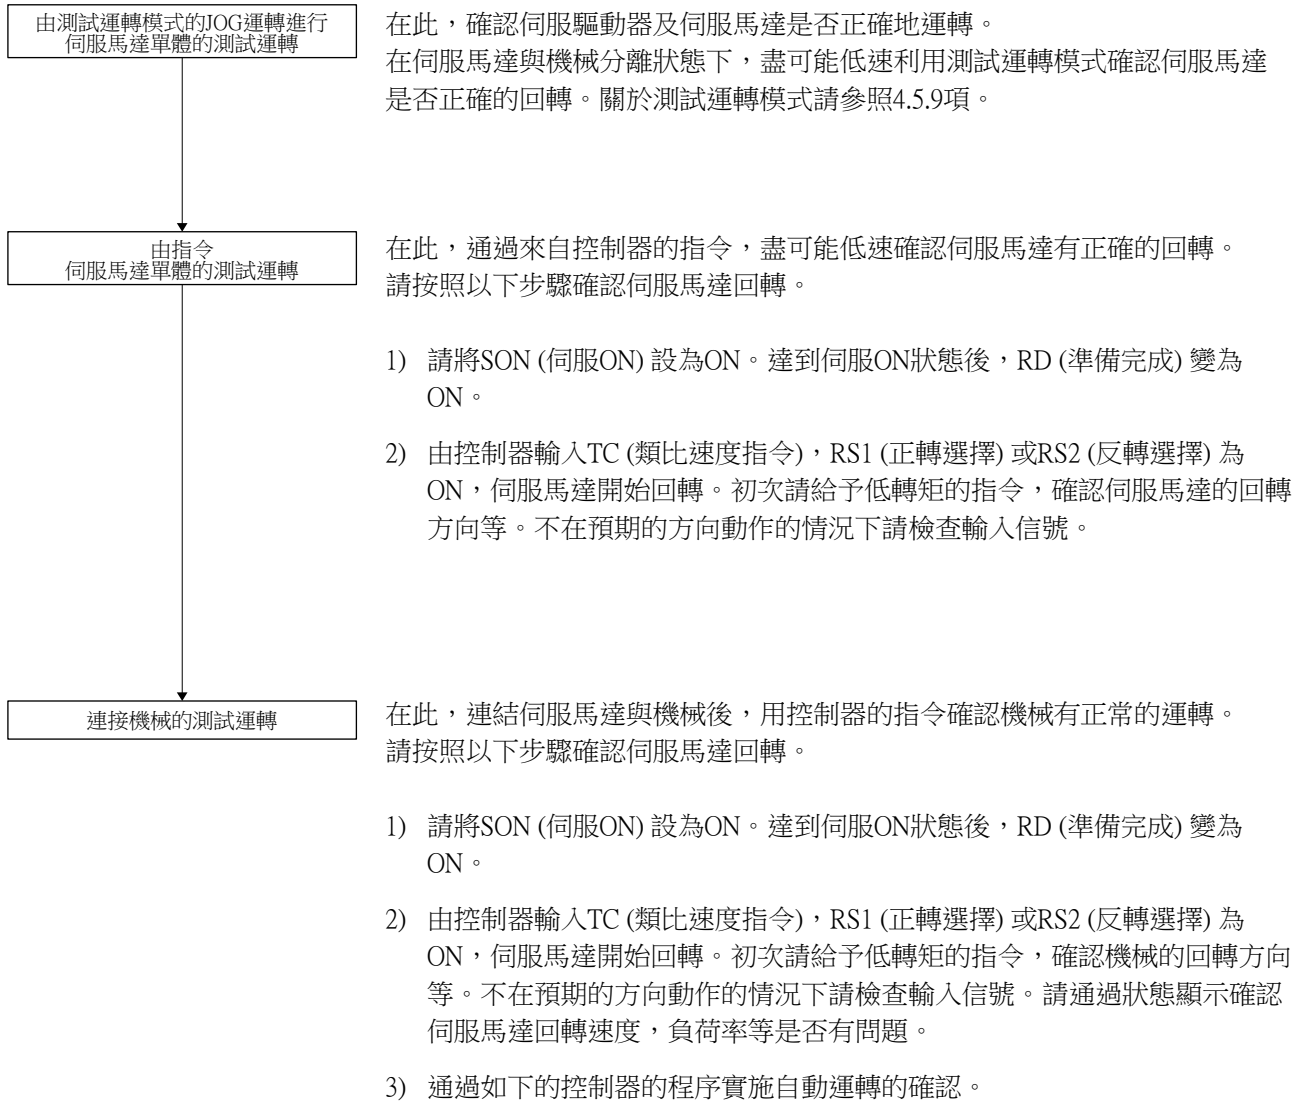 由測試運轉模式的JOG運轉進行
伺服馬達單體的測試運轉
在此，確認伺服驅動器及伺服馬達是否正確地運轉。
在伺服馬達與機械分離狀態下，盡可能低速利用測試運轉模式確認伺服馬達
是否正確的回轉。關於測試運轉模式請參照4.5.9項。
由指令
伺服馬達單體的測試運轉
在此，通過來自控制器的指令，盡可能低速確認伺服馬達有正確的回轉。
請按照以下步驟確認伺服馬達回轉。
1) 請將SON (伺服ON) 設為ON。達到伺服ON狀態後，RD (準備完成) 變為
ON。
2) 由控制器輸入TC (類比速度指令)，RS1 (正轉選擇) 或RS2 (反轉選擇) 為
ON，伺服馬達開始回轉。初次請給予低轉矩的指令，確認伺服馬達的回轉
方向等。不在預期的方向動作的情況下請檢查輸入信號。
連接機械的測試運轉
在此，連結伺服馬達與機械後，用控制器的指令確認機械有正常的運轉。
請按照以下步驟確認伺服馬達回轉。
1) 請將SON (伺服ON) 設為ON。達到伺服ON狀態後，RD (準備完成) 變為
ON。
2) 由控制器輸入TC (類比速度指令)，RS1 (正轉選擇) 或RS2 (反轉選擇) 為
ON，伺服馬達開始回轉。初次請給予低轉矩的指令，確認機械的回轉方向
等。不在預期的方向動作的情況下請檢查輸入信號。請通過狀態顯示確認
伺服馬達回轉速度，負荷率等是否有問題。
3) 通過如下的控制器的程序實施自動運轉的確認。